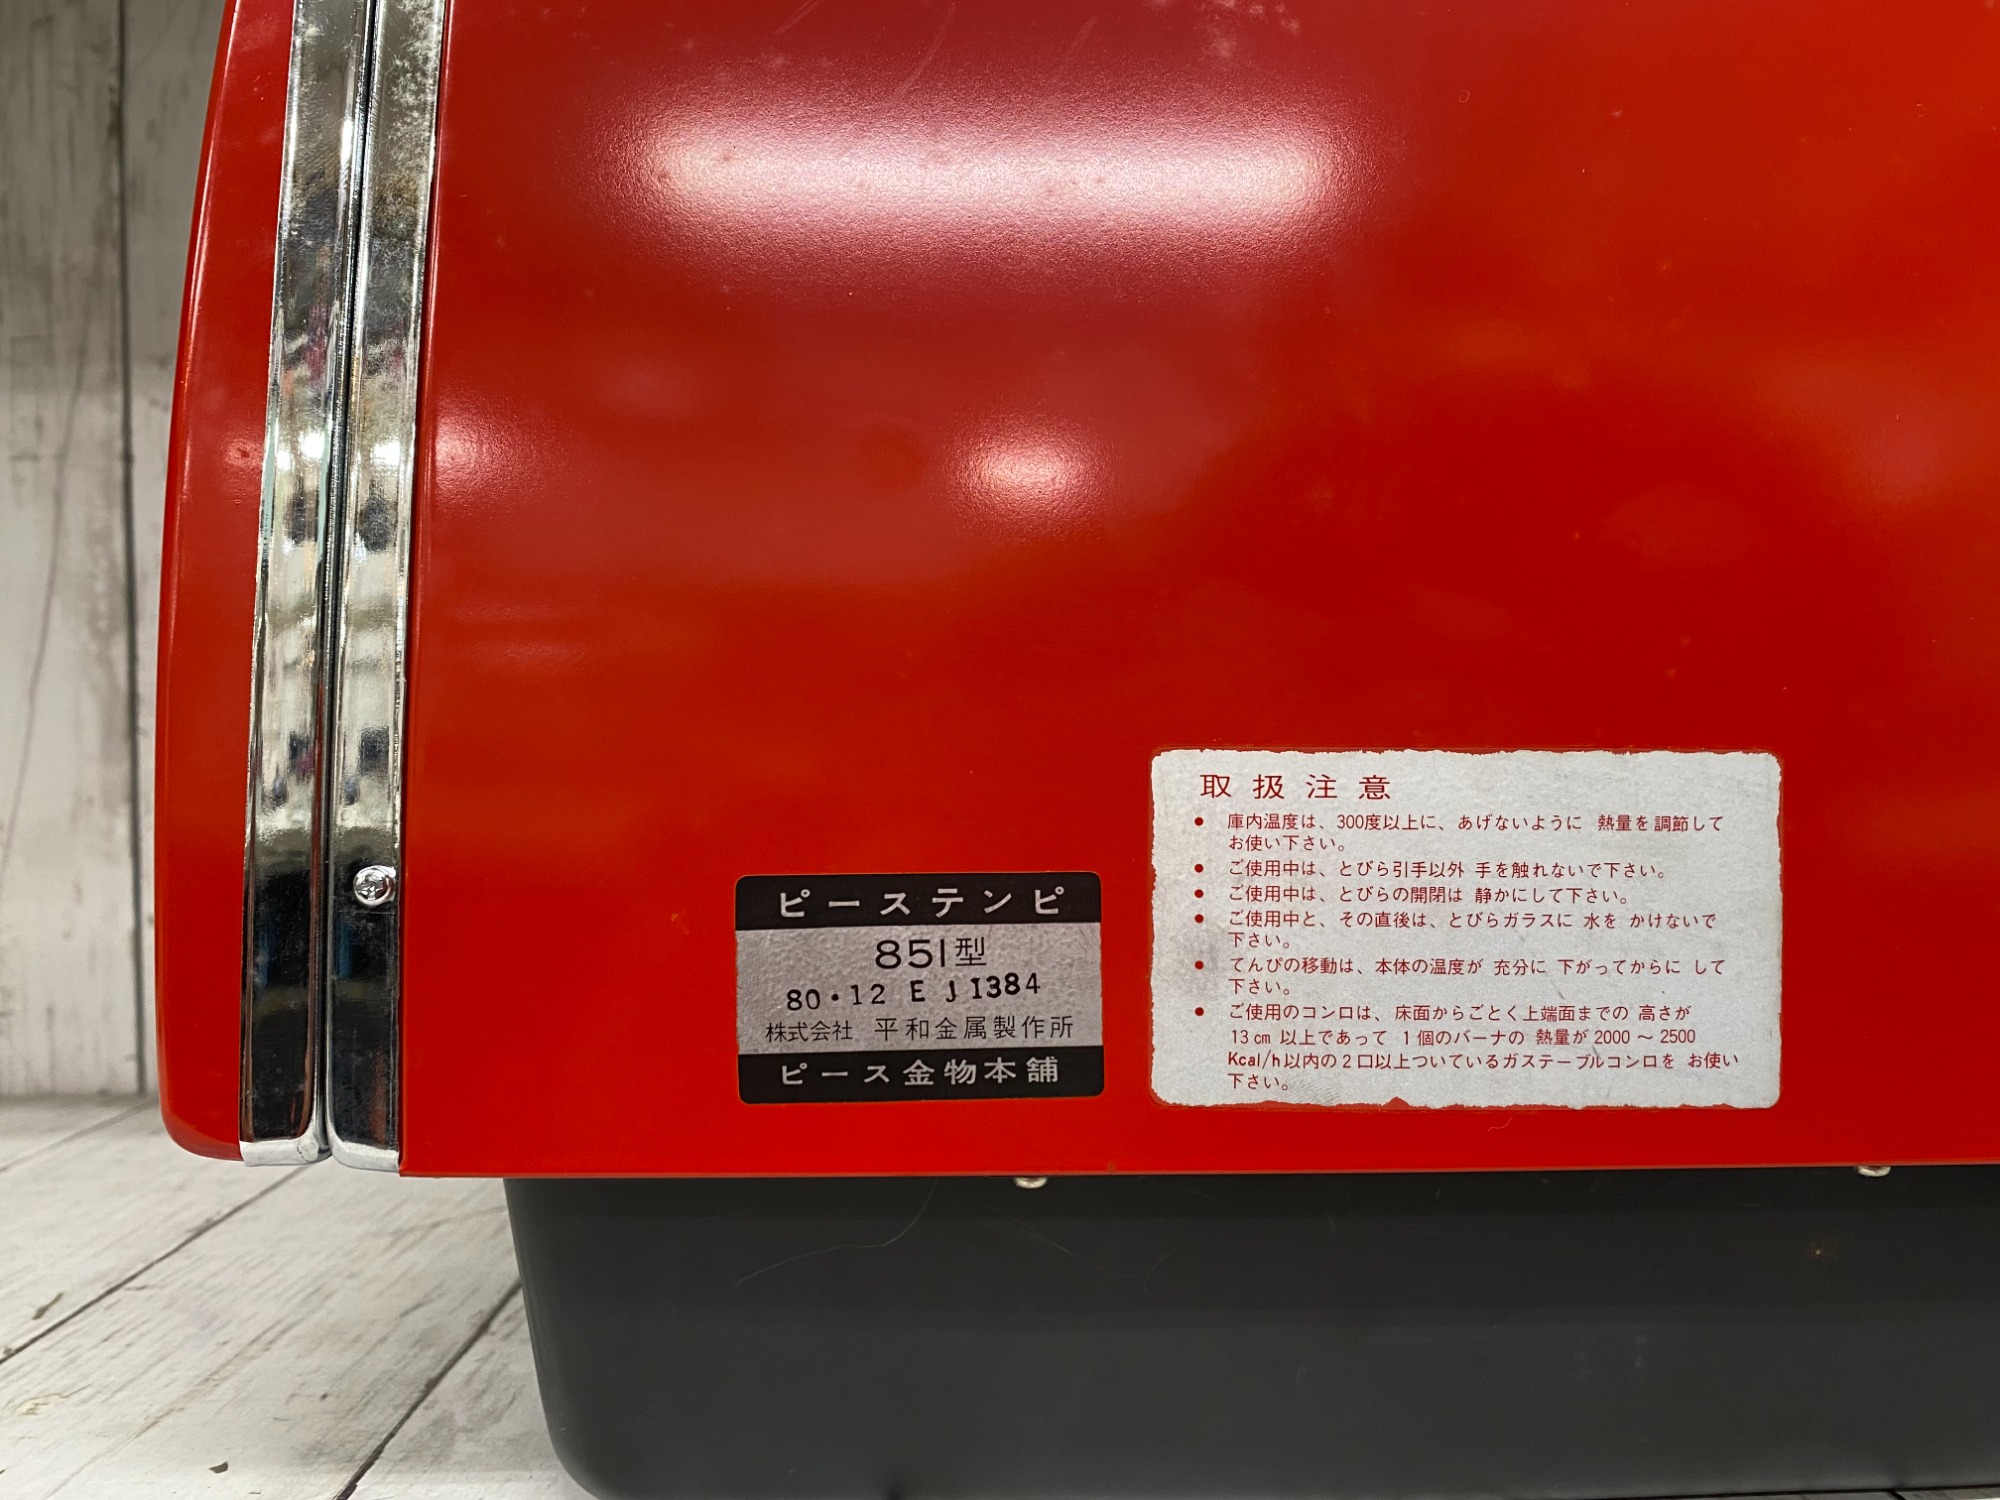 ピーステンピ
851型
80・12 E J1384
株式会社 平和金属製作所
ピース金物本舗
取扱注意
● 庫内温度は、300度以上に、あげないように 熱量を調節して
お使い下さい。
● ご使用中は、とびら引手以外 手を触れないで下さい。
● ご使用中は、とびらの開閉は 静かにして下さい。
● ご使用中と、その直後は、とびらガラスに 水を かけないで
下さい。
● てんぴの移動は、本体の温度が 充分に 下がってからに して
下さい。
● ご使用のコンロは、床面からごとく上端面までの 高さが
13cm 以上であって 1個のバーナの 熱量が 2000～2500
Kcal/h以内の2口以上ついているガステーブルコンロを お使い
下さい。